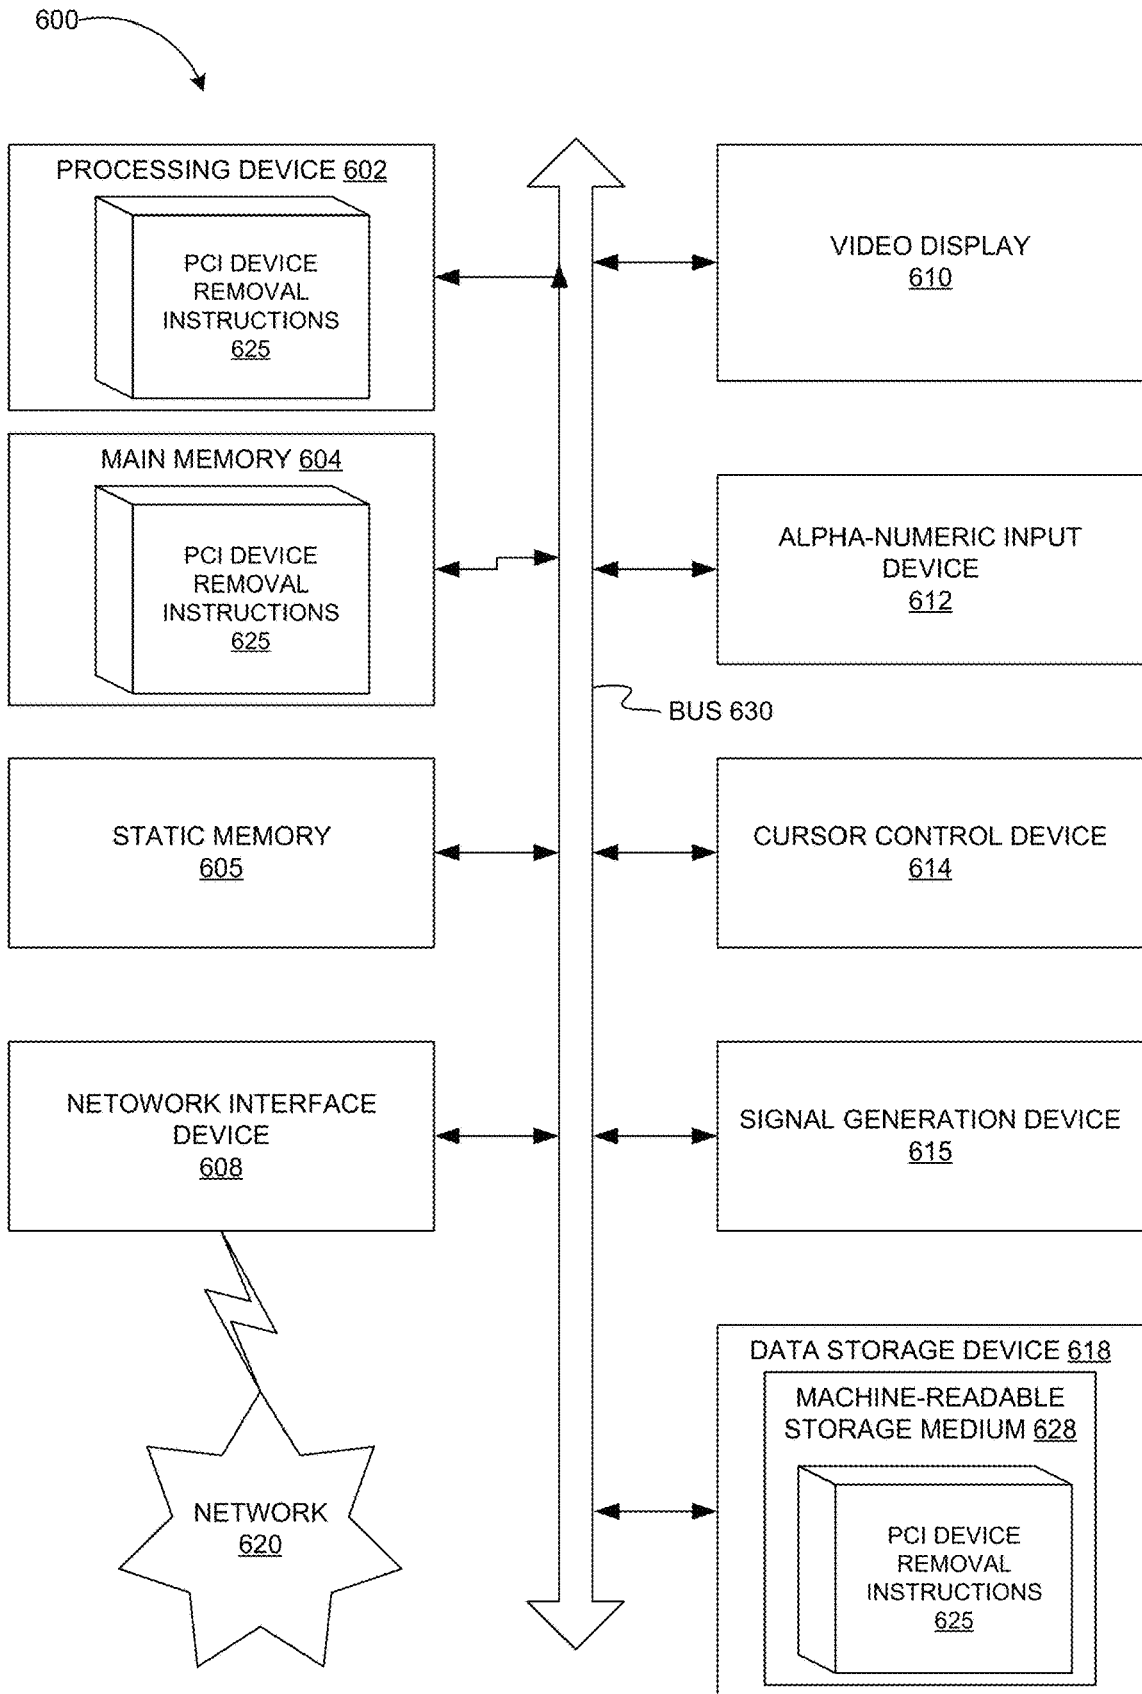 600
PROCESSING DEVICE 602
PCI DEVICE
REMOVAL
INSTRUCTIONS
625
MAIN MEMORY 604
PCI DEVICE
REMOVAL
INSTRUCTIONS
625
STATIC MEMORY
605
NETOWORK INTERFACE
DEVICE
608
NETWORK
620
BUS 630
VIDEO DISPLAY
610
ALPHA-NUMERIC INPUT
DEVICE
612
CURSOR CONTROL DEVICE
614
SIGNAL GENERATION DEVICE
615
DATA STORAGE DEVICE 618
MACHINE-READABLE
STORAGE MEDIUM 628
PCI DEVICE
REMOVAL
INSTRUCTIONS
625